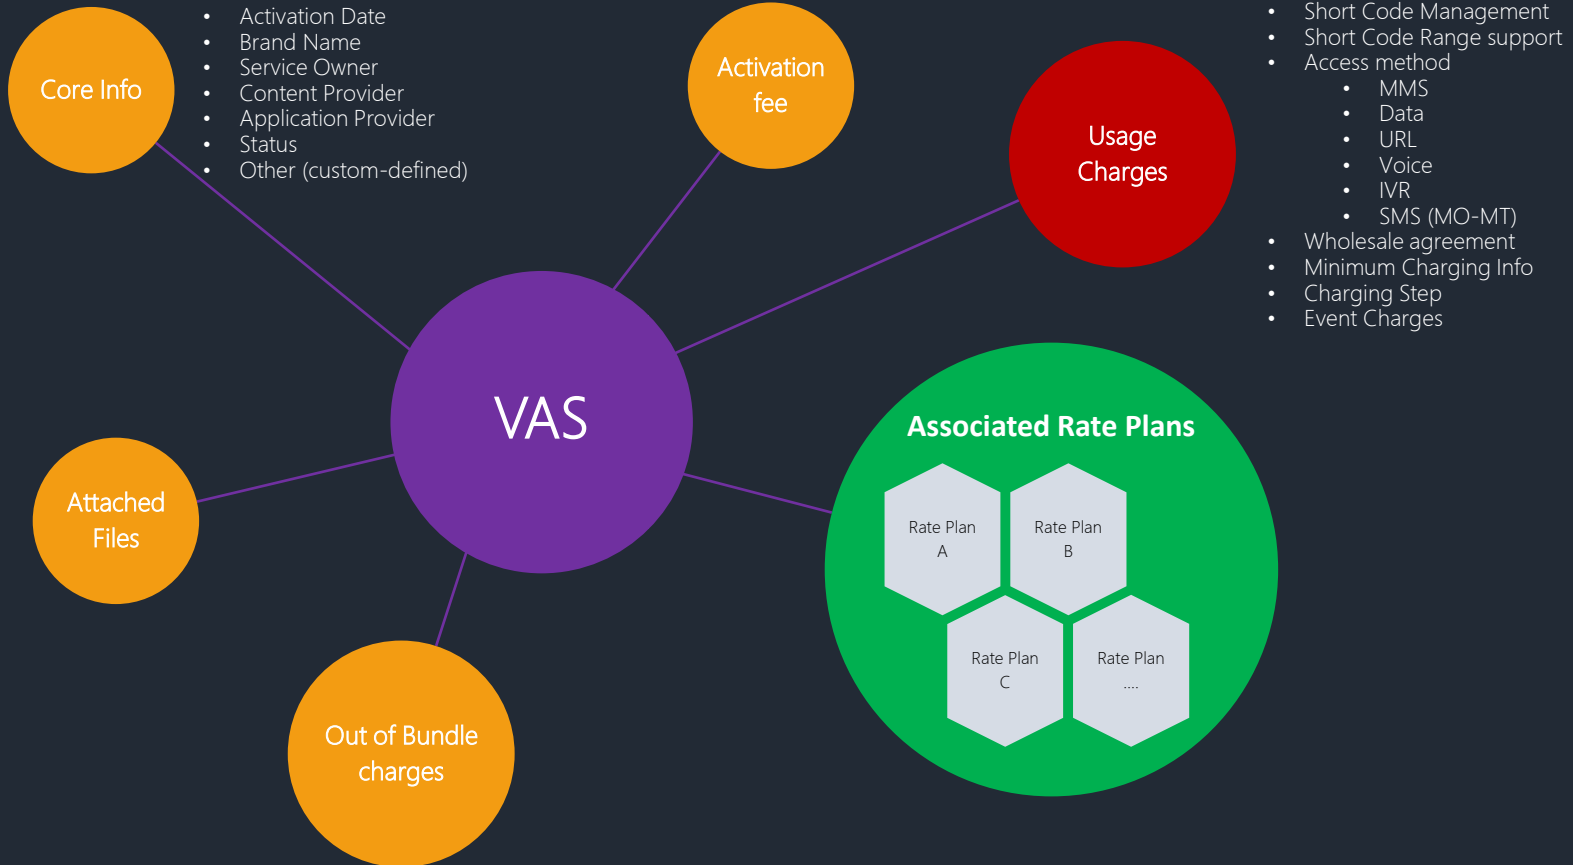 Core Info
• Activation Date
• Brand Name
• Service Owner
• Content Provider
• Application Provider
• Status
• Other (custom-defined)
Activation
fee
Usage
Charges
• Short Code Management
• Short Code Range support
• Access method
• MMS
• Data
• URL
• Voice
• IVR
• SMS (MO-MT)
• Wholesale agreement
• Minimum Charging Info
• Charging Step
• Event Charges
VAS
Associated Rate Plans
Rate Plan
A
Rate Plan
B
Rate Plan
C
Rate Plan
....
Attached
Files
Out of Bundle
charges